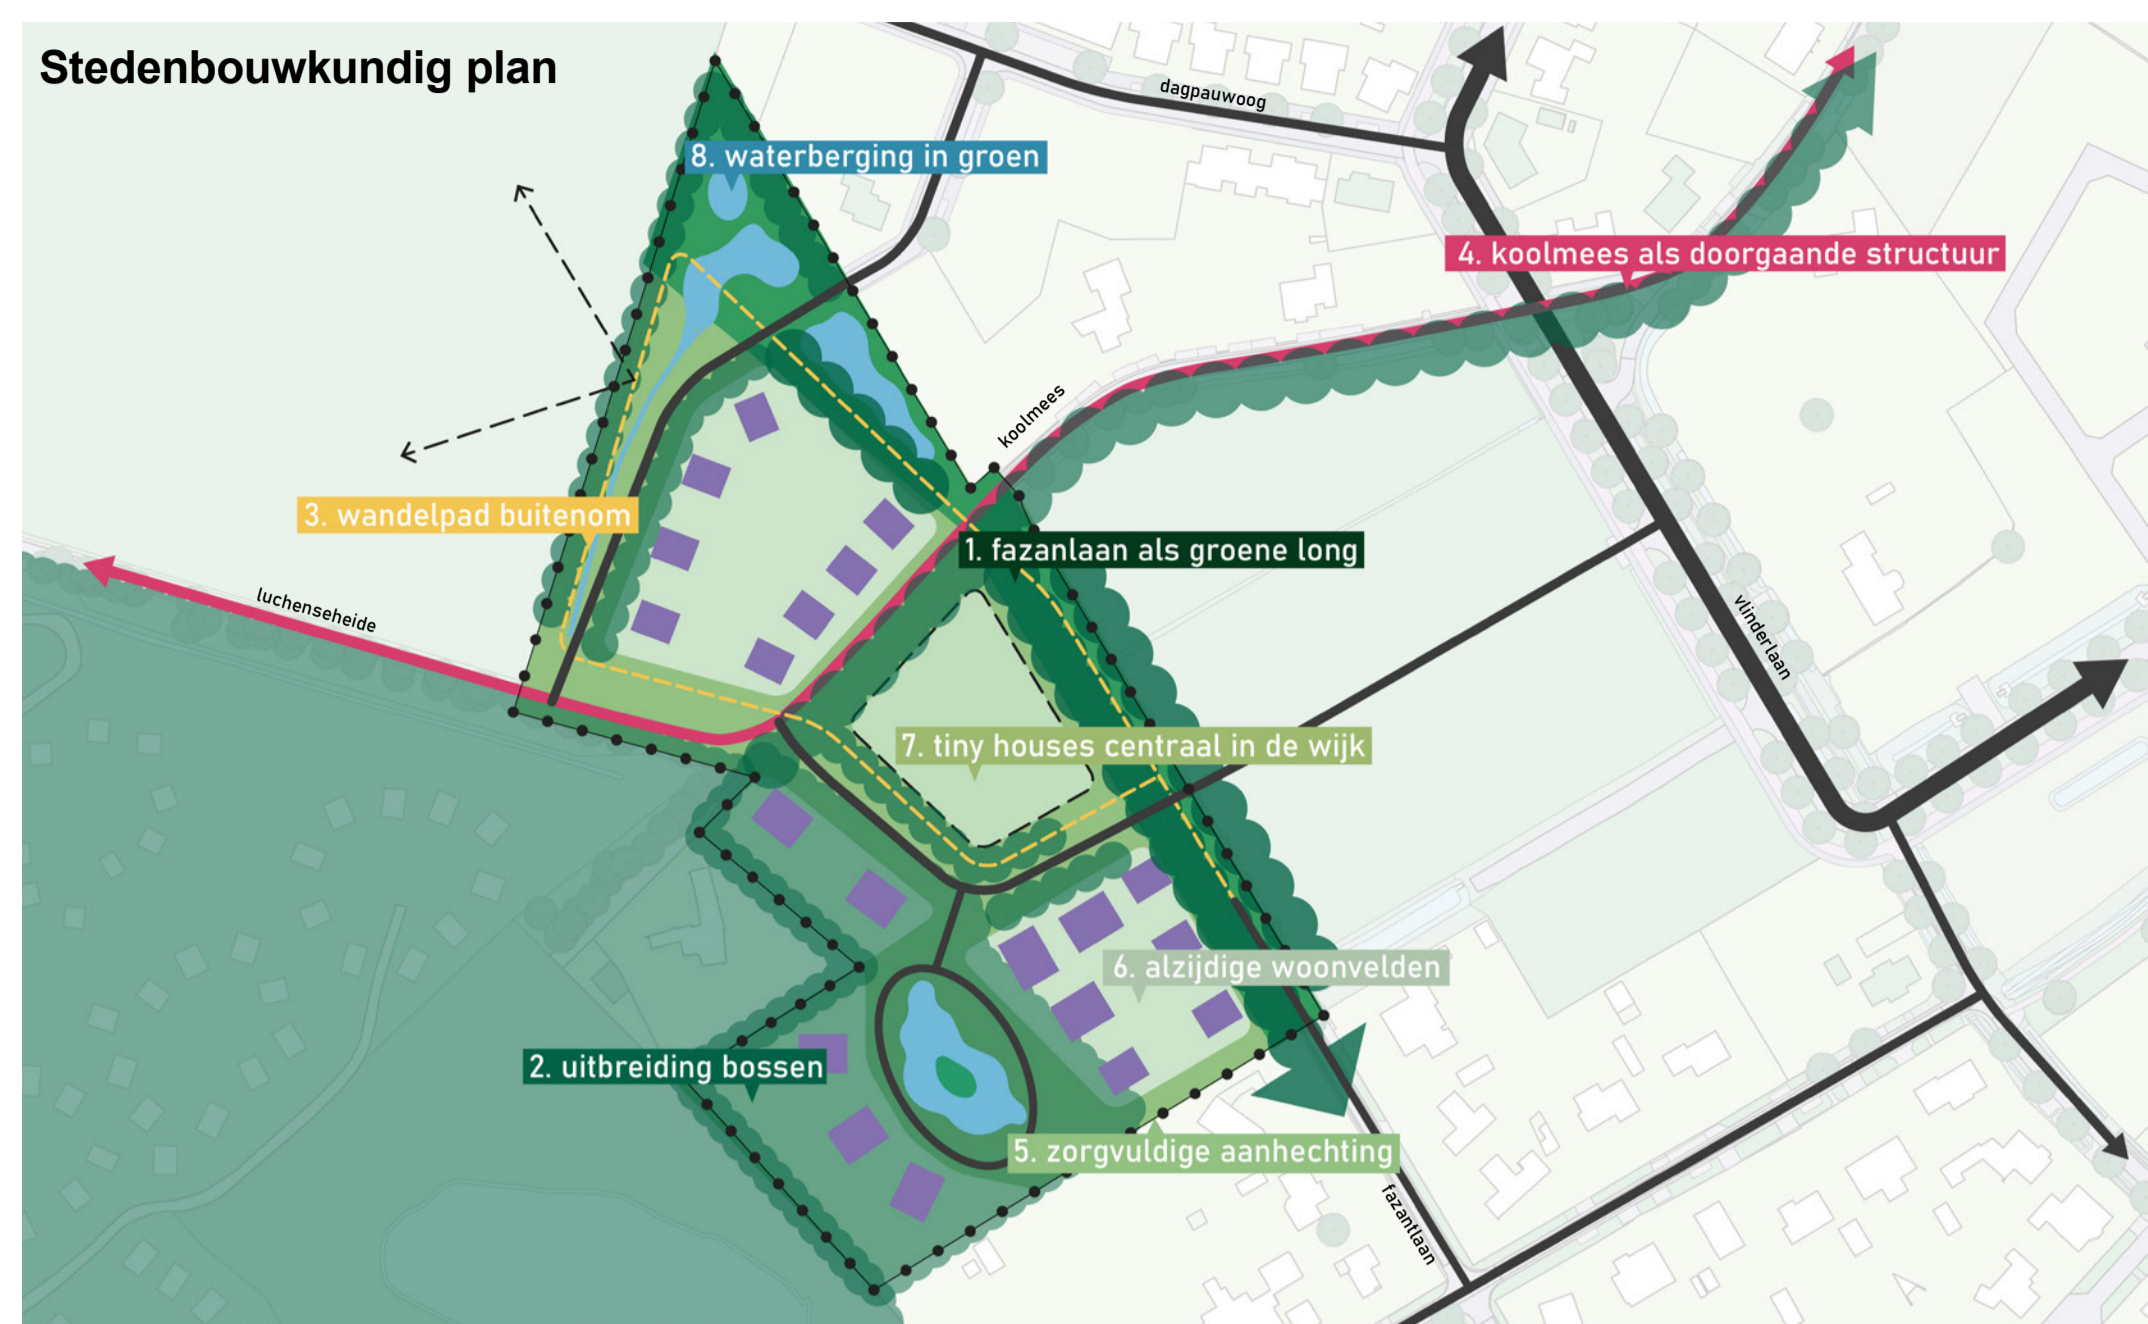 Stedenbouwkundig plan
dagpauwoog
8. waterberging in groen
4. koolmees als doorgaande structuur
koolmees
3. wandelpad buitenom
1. fazanlaan als groene long
luchenseheide
vlinderlaan
7. tiny houses centraal in de wijk
6. alzijdige woonvelden
2. uitbreiding bossen
5. zorgvuldige aanhechting
fazantlaan